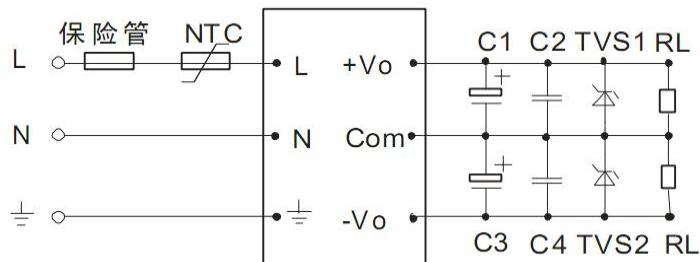 保险管 NTC C1 C2 TVS1 RL
L L +Vo
N N Com
-Vo
C3 C4 TVS2 RL